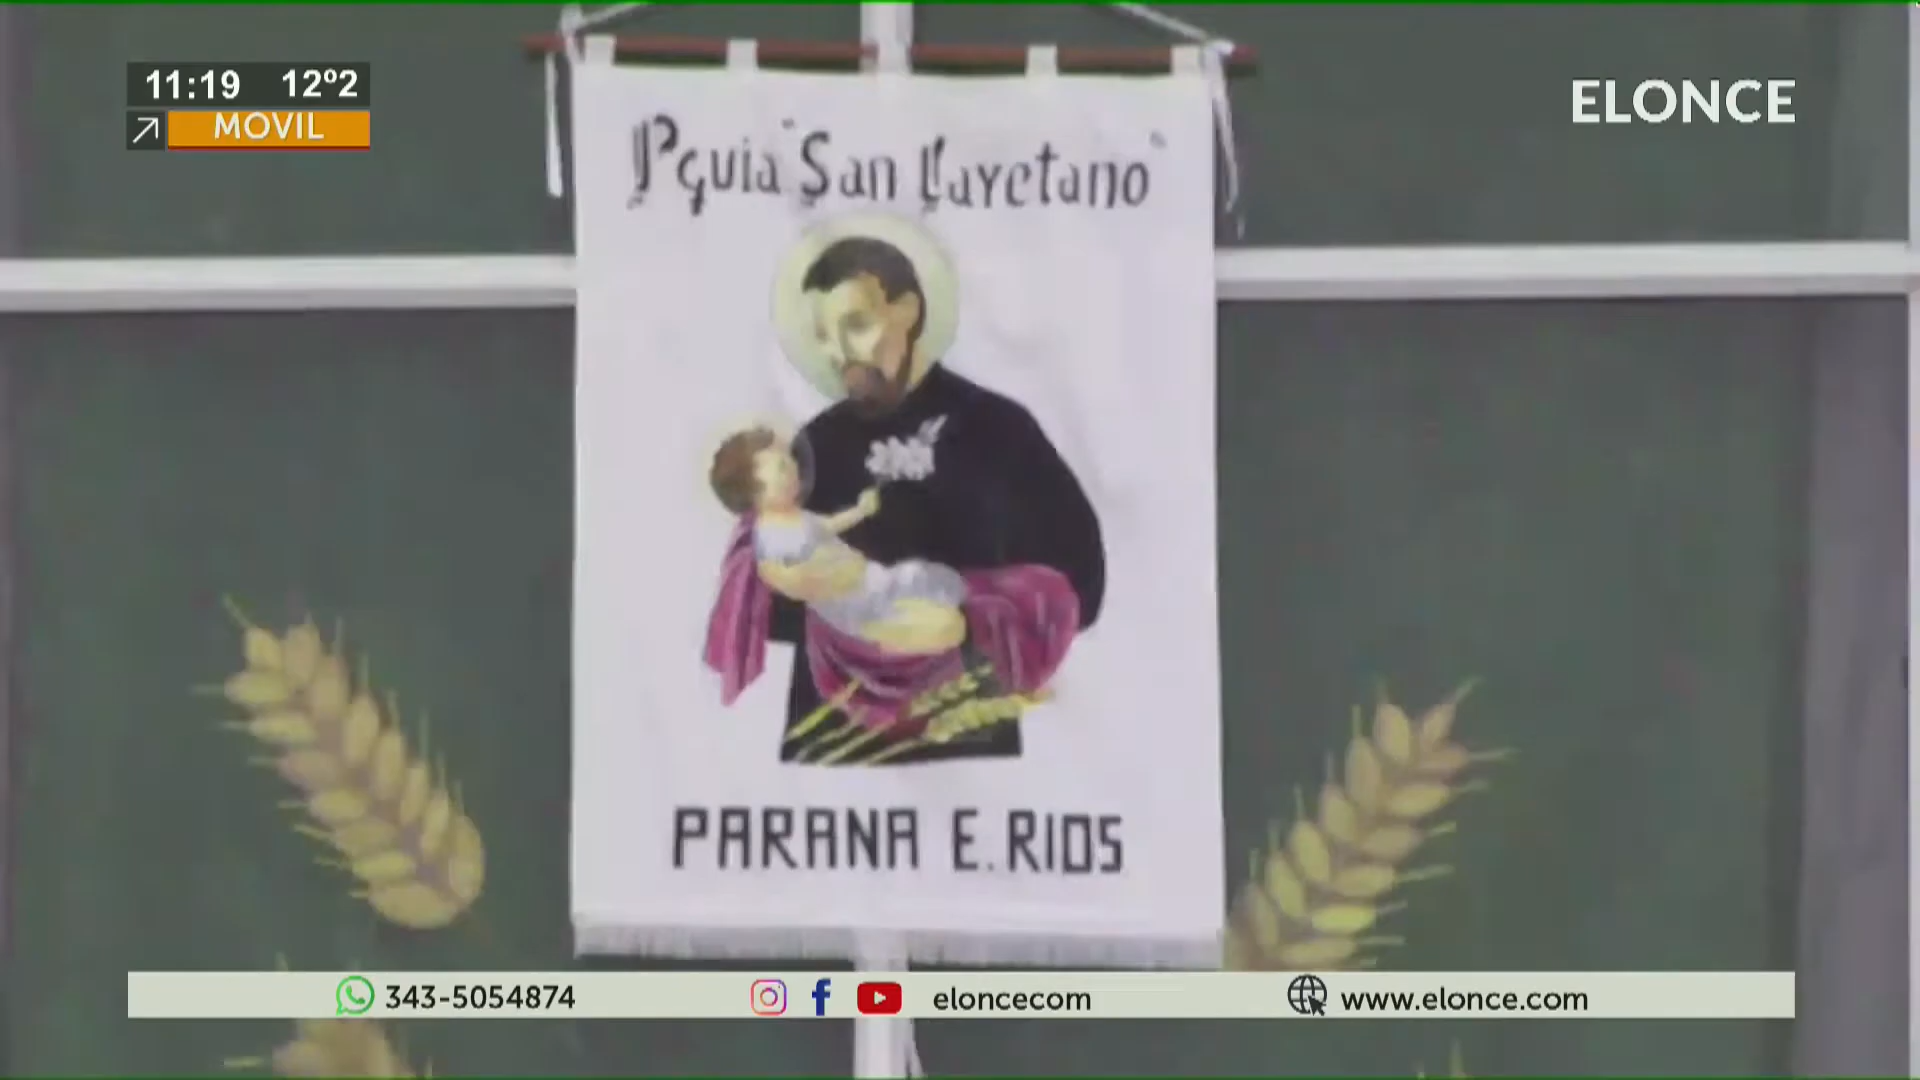 11:19 12º2
MOVIL
ELONCE
Pquia "San Cayetano"
PARANA E. RIOS
343-5054874
eloncecom
www.elonce.com